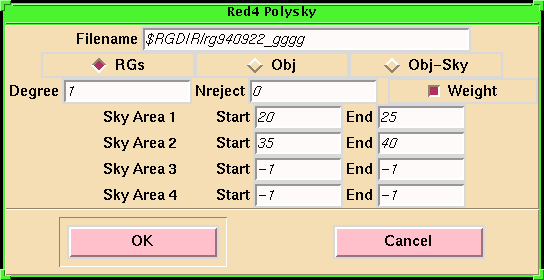 Red4 Polysky
Filename $RGDIR/rg940922_gggg
RGs Obj Obj-Sky
Degree 1 Nreject 0 Weight
Sky Area 1 Start 20 End 25
Sky Area 2 Start 35 End 40
Sky Area 3 Start -1 End -1
Sky Area 4 Start -1 End -1
OK Cancel